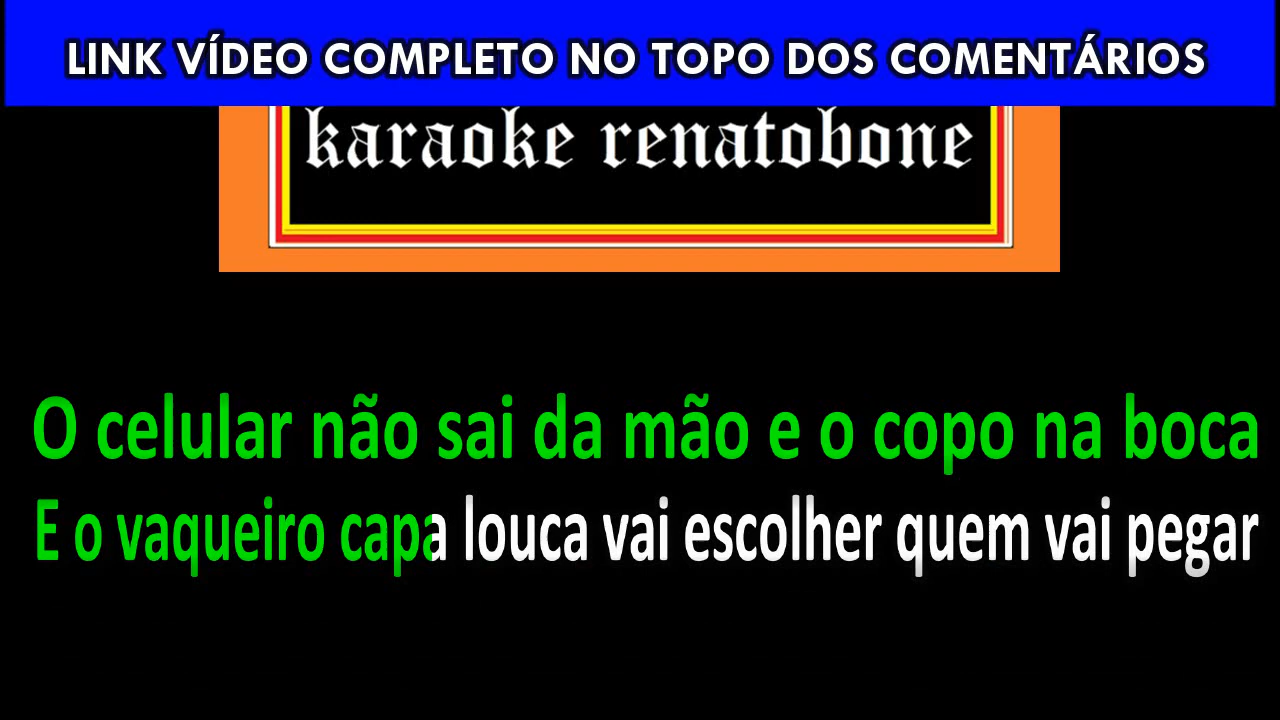 LINK VÍDEO COMPLETO NO TOPO DOS COMENTÁRIOS
karaoke renatobone
O celular não sai da mão e o copo na boca
E o vaqueiro capa louca vai escolher quem vai pegar